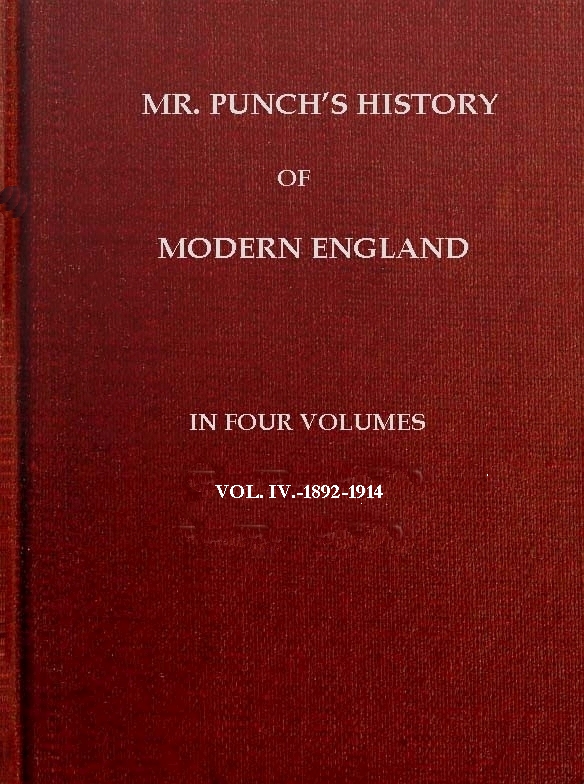 MR. PUNCH'S HISTORY
OF
MODERN ENGLAND
IN FOUR VOLUMES
VOL. IV.-1892-1914